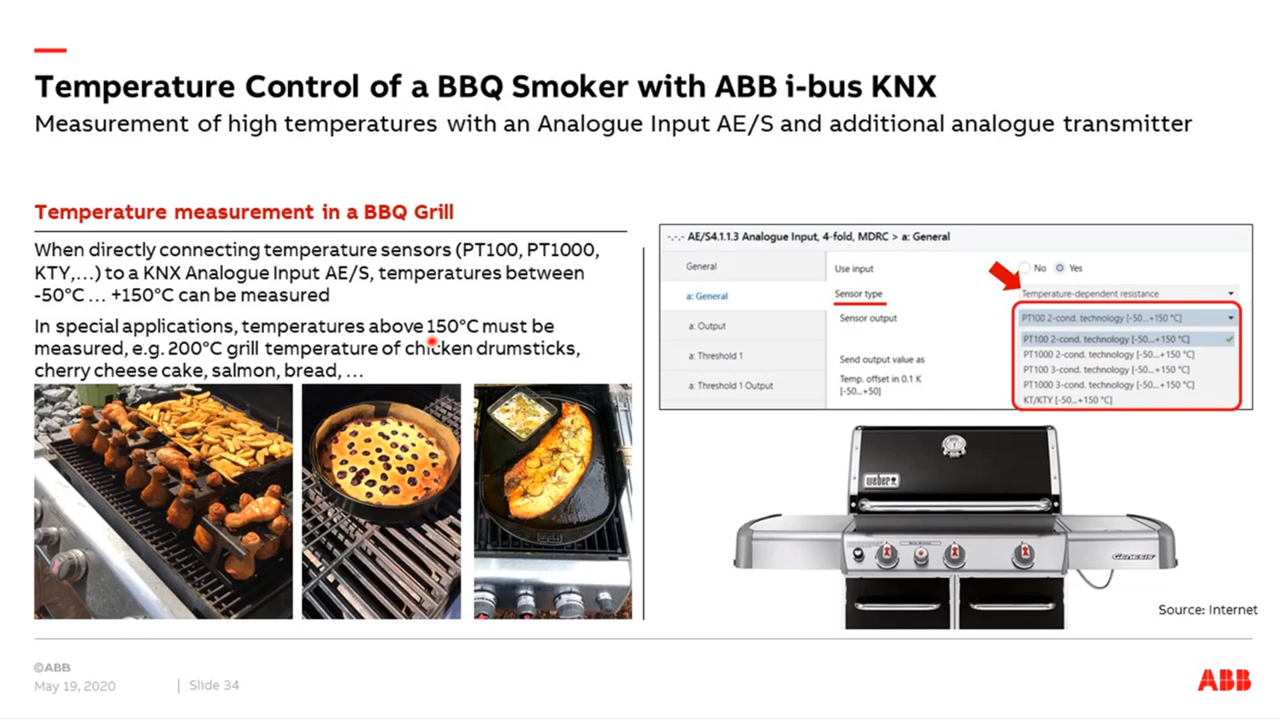 Temperature Control of a BBQ Smoker with ABB i-bus KNX
Measurement of high temperatures with an Analogue Input AE/S and additional analogue transmitter
Temperature measurement in a BBQ Grill
When directly connecting temperature sensors (PT100, PT1000,
KTY,...) to a KNX Analogue Input AE/S, temperatures between
-50°C ... +150°C can be measured
In special applications, temperatures above 150°C must be
measured, e.g. 200°C grill temperature of chicken drumsticks,
cherry cheese cake, salmon, bread, ...
-.-.- AE/S4.1.1.3 Analogue Input, 4-fold, MDRC > a: General
General
a: General
a: Output
a: Threshold 1
a: Threshold 1 Output
Use input
No Yes
Sensor type
Temperature-dependent resistance
Sensor output
PT100 2-cond. technology [-50...+150 °C]
PT100 2-cond. technology [-50...+150 °C]
PT1000 2-cond. technology [-50...+150 °C]
PT100 3-cond. technology [-50...+150 °C]
PT1000 3-cond. technology [-50...+150 °C]
KT/KTY [-50...+150 °C]
Send output value as
Temp. offset in 0.1 K
[-50...+50]
weber
GENESIS
Source: Internet
©ABB
May 19, 2020 | Slide 34
ABB